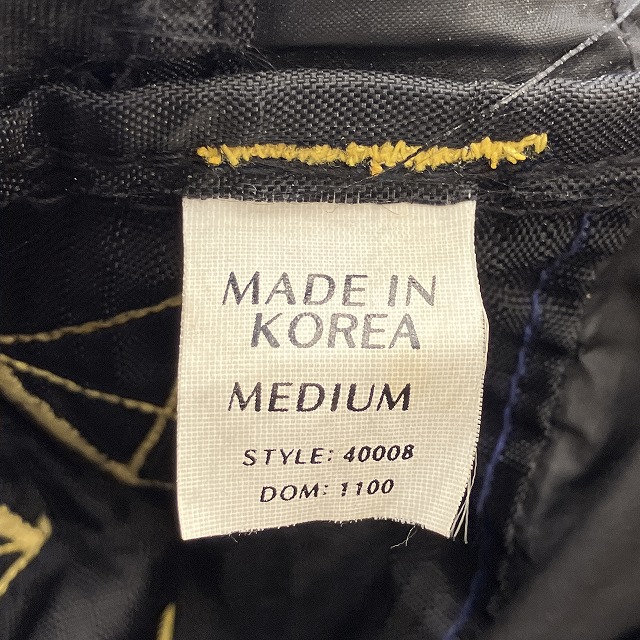 MADE IN
KOREA
MEDIUM
STYLE: 40008
DOM: 1100